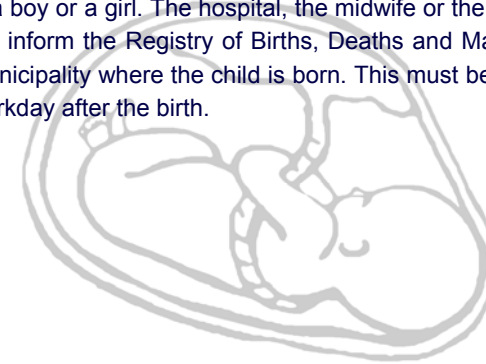 a boy or a girl. The hospital, the midwife or the
inform the Registry of Births, Deaths and Ma
nicipality where the child is born. This must be
rkday after the birth.